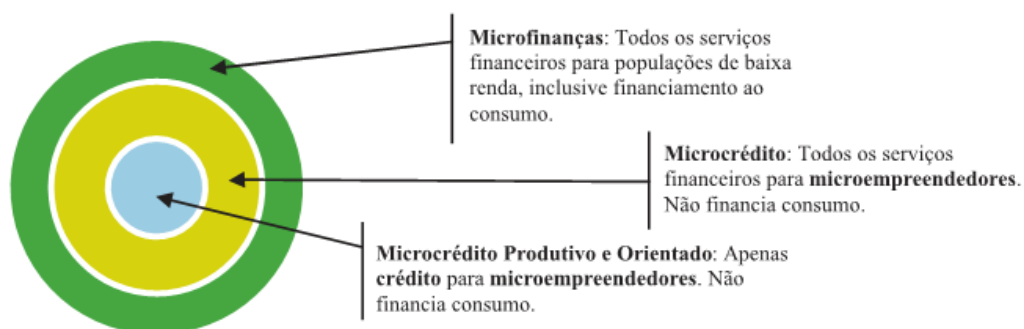 Microfinanças: Todos os serviços
financeiros para populações de baixa
renda, inclusive financiamento ao
consumo.
Microcrédito: Todos os serviços
financeiros para microempreendedores.
Não financia consumo.
Microcrédito Produtivo e Orientado: Apenas
crédito para microempreendedores. Não
financia consumo.